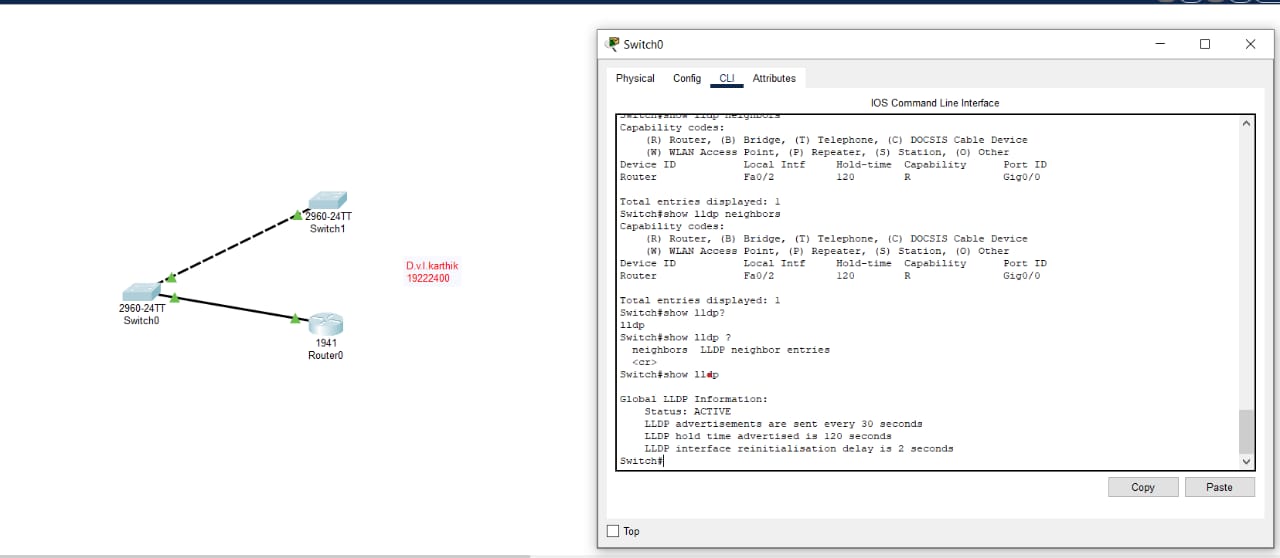 2960-24TT
Switch1
D.v.l.karthik
19222400
2960-24TT
Switch0
1941
Router0
Switch0
Physical Config CLI Attributes
IOS Command Line Interface
Switch#show lldp neighbors
Capability codes:
(R) Router, (B) Bridge, (T) Telephone, (C) DOCSIS Cable Device
(W) WLAN Access Point, (P) Repeater, (S) Station, (O) Other
Device ID Local Intf Hold-time Capability Port ID
Router Fa0/2 120 R Gig0/0
Total entries displayed: 1
Switch#show lldp neighbors
Capability codes:
(R) Router, (B) Bridge, (T) Telephone, (C) DOCSIS Cable Device
(W) WLAN Access Point, (P) Repeater, (S) Station, (O) Other
Device ID Local Intf Hold-time Capability Port ID
Router Fa0/2 120 R Gig0/0
Total entries displayed: 1
Switch#show lldp?
lldp
Switch#show lldp ?
neighbors LLDP neighbor entries
<cr>
Switch#show lldp
Global LLDP Information:
Status: ACTIVE
LLDP advertisements are sent every 30 seconds
LLDP hold time advertised is 120 seconds
LLDP interface reinitialisation delay is 2 seconds
Switch#
Copy Paste
Top